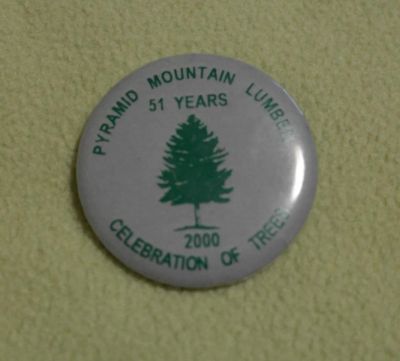 PYRAMID MOUNTAIN LUMBER
51 YEARS
2000
CELEBRATION OF TREES